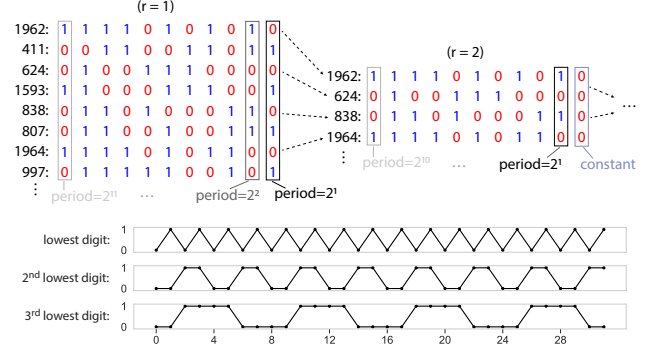 (r = 1)
1962: 1 1 1 1 0 1 0 1 0 1 0
411: 0 0 1 1 0 0 1 1 0 1 1
624: 0 1 0 0 1 1 1 0 0 0 0
1593: 1 1 0 0 0 1 1 1 0 0 1
838: 0 1 1 0 1 0 0 0 1 1 0
807: 0 1 1 0 0 1 0 0 1 1 1
1964: 1 1 1 1 0 1 0 1 1 0 0
997: 0 1 1 1 1 1 0 0 1 0 1
⋮
period=2¹¹ ... period=2² period=2¹
(r = 2)
1962: 1 1 1 1 0 1 0 1 0 1 0
624: 0 1 0 0 1 1 1 0 0 0 0
838: 0 1 1 0 1 0 0 0 1 1 0
1964: 1 1 1 1 0 1 0 1 1 0 0
...
⋮
period=2¹⁰ ... period=2¹ constant
lowest digit: 1 0
2nd lowest digit: 1 0
3rd lowest digit: 1 0
0 4 8 12 16 20 24 28